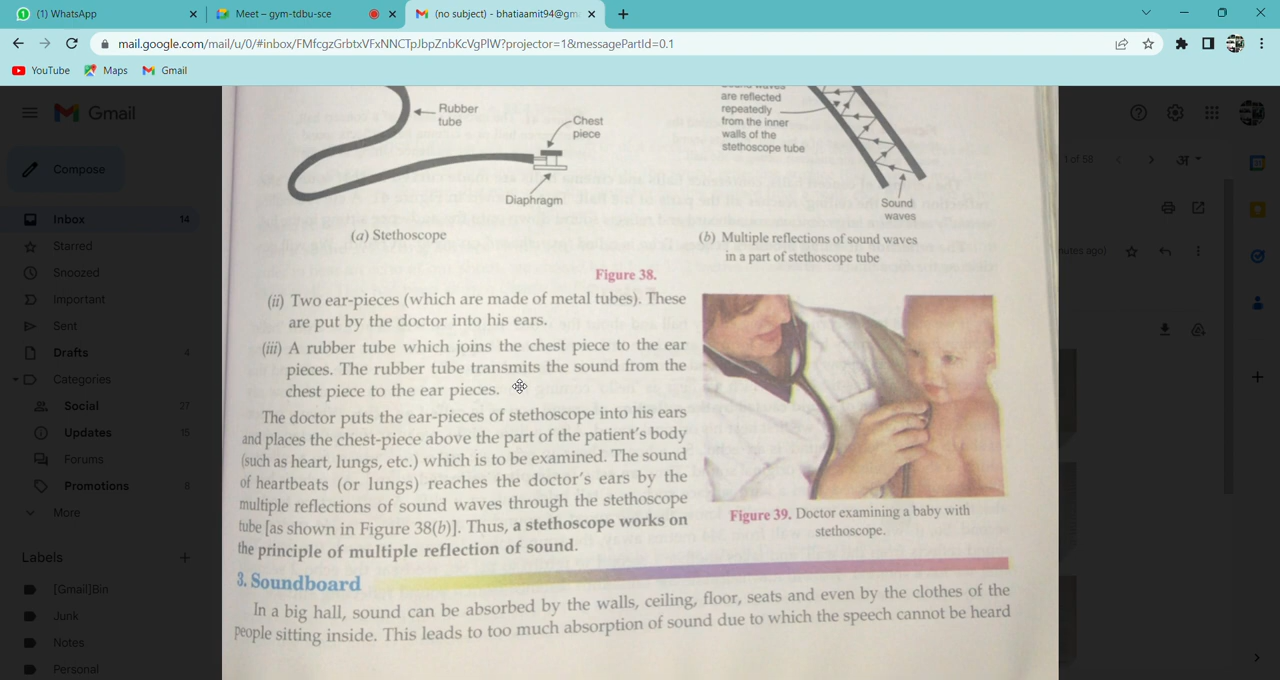 (1) WhatsApp
Meet – gym-tdbu-sce
(no subject) - bhatiaamit94@gm
mail.google.com/mail/u/0/#inbox/FMfcgzGrbtxVFxNNCTpJbpZnbKcVgPlW?projector=1&messagePartId=0.1
YouTube
Maps
Gmail
Gmail
Compose
Inbox 14
Starred
Snoozed
Important
Sent
Drafts 4
Categories
Social 27
Updates 15
Forums
Promotions 8
More
Labels
[Gmail]Bin
Junk
Notes
Personal
of 58
अ
nutes ago)
Rubber
tube
Chest
piece
Diaphragm
(a) Stethoscope
are reflected
repeatedly
from the inner
walls of the
stethoscope tube
Sound
waves
(b) Multiple reflections of sound waves
in a part of stethoscope tube
Figure 38.
(ii) Two ear-pieces (which are made of metal tubes). These
are put by the doctor into his ears.
(iii) A rubber tube which joins the chest piece to the ear
pieces. The rubber tube transmits the sound from the
chest piece to the ear pieces.
The doctor puts the ear-pieces of stethoscope into his ears
and places the chest-piece above the part of the patient's body
(such as heart, lungs, etc.) which is to be examined. The sound
of heartbeats (or lungs) reaches the doctor's ears by the
multiple reflections of sound waves through the stethoscope
tube [as shown in Figure 38(b)]. Thus, a stethoscope works on
the principle of multiple reflection of sound.
Figure 39. Doctor examining a baby with
stethoscope.
3. Soundboard
In a big hall, sound can be absorbed by the walls, ceiling, floor, seats and even by the clothes of the
people sitting inside. This leads to too much absorption of sound due to which the speech cannot be heard